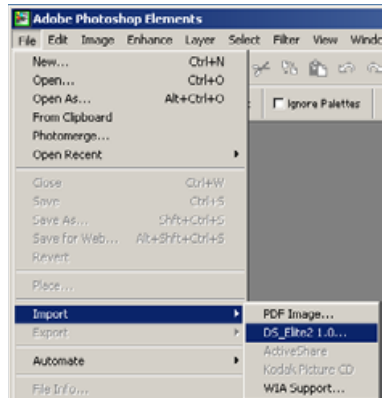 Adobe Photoshop Elements
File Edit Image Enhance Layer Select Filter View Windo
New... Ctrl+N
Open... Ctrl+O
Open As... Alt+Ctrl+O
Ignore Palettes
From Clipboard
Photomerge...
Open Recent
Close Ctrl+W
Save Ctrl+S
Save As... Shft+Ctrl+S
Save for Web... Alt+Shft+Ctrl+S
Revert
Place...
Import
PDF Image...
Export
DS_Elite2 1.0...
ActiveShare
Automate
Kodak Picture CD
File Info...
WIA Support...